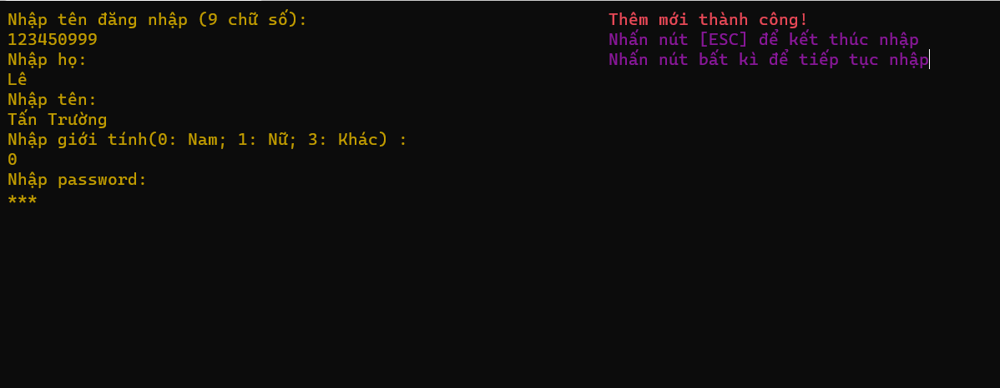 Nhập tên đăng nhập (9 chữ số):
123450999
Nhập họ:
Lê
Nhập tên:
Tấn Trường
Nhập giới tính(0: Nam; 1: Nữ; 3: Khác) :
0
Nhập password:
***
Thêm mới thành công!
Nhấn nút [ESC] để kết thúc nhập
Nhấn nút bất kì để tiếp tục nhập